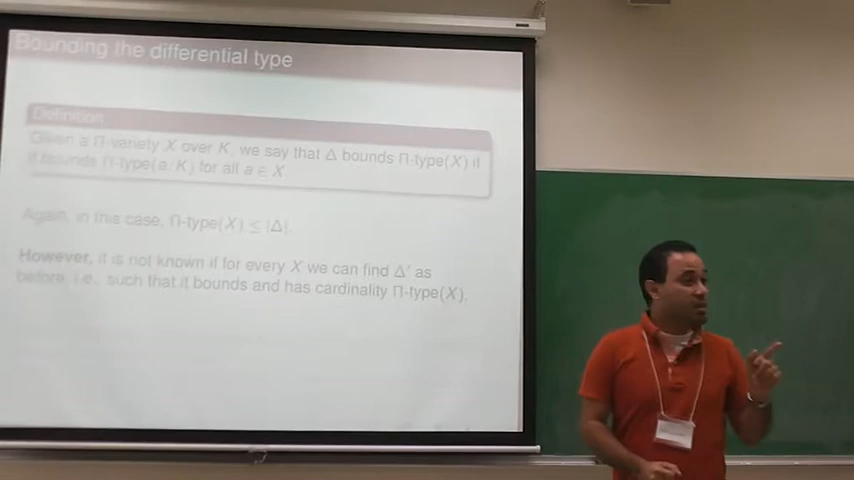 Bounding the differential type
Definition
Given a Π-variety X over K, we say that Δ bounds Π-type(X) if
it bounds Π-type(a/K) for all a ∈ X.
Again, in this case, Π-type(X) ≤ |Δ|.
However, it is not known if for every X we can find Δ′ as
before, i.e., such that it bounds and has cardinality Π-type(X).